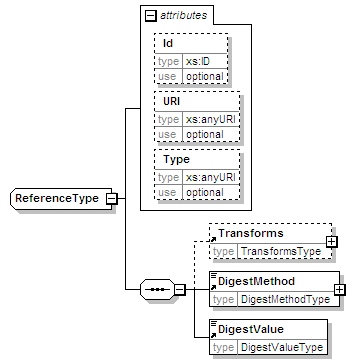 attributes
Id
type xs:ID
use optional
URI
type xs:anyURI
use optional
Type
type xs:anyURI
use optional
ReferenceType
Transforms
type TransformsType
DigestMethod
type DigestMethodType
DigestValue
type DigestValueType